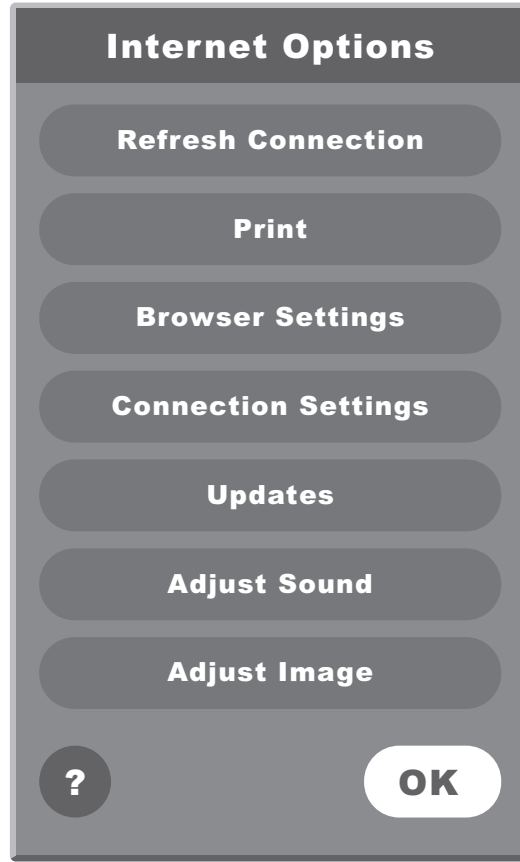 Internet Options
Refresh Connection
Print
Browser Settings
Connection Settings
Updates
Adjust Sound
Adjust Image
? OK